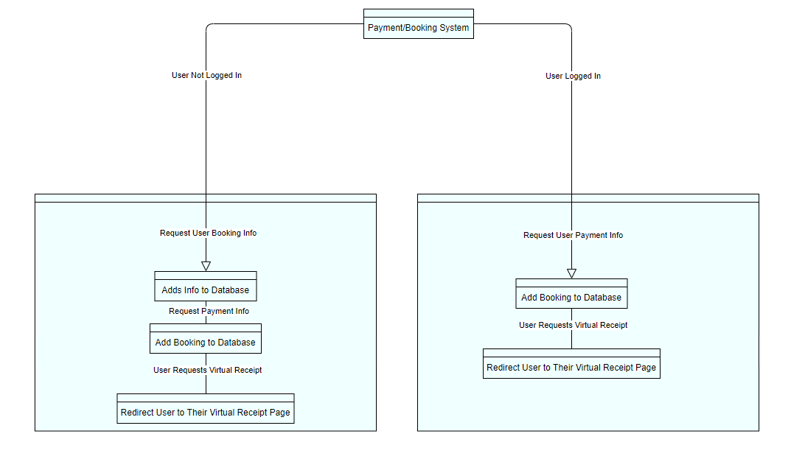 Payment/Booking System
User Not Logged In
User Logged In
Request User Booking Info
Adds Info to Database
Request Payment Info
Add Booking to Database
User Requests Virtual Receipt
Redirect User to Their Virtual Receipt Page
Request User Payment Info
Add Booking to Database
User Requests Virtual Receipt
Redirect User to Their Virtual Receipt Page